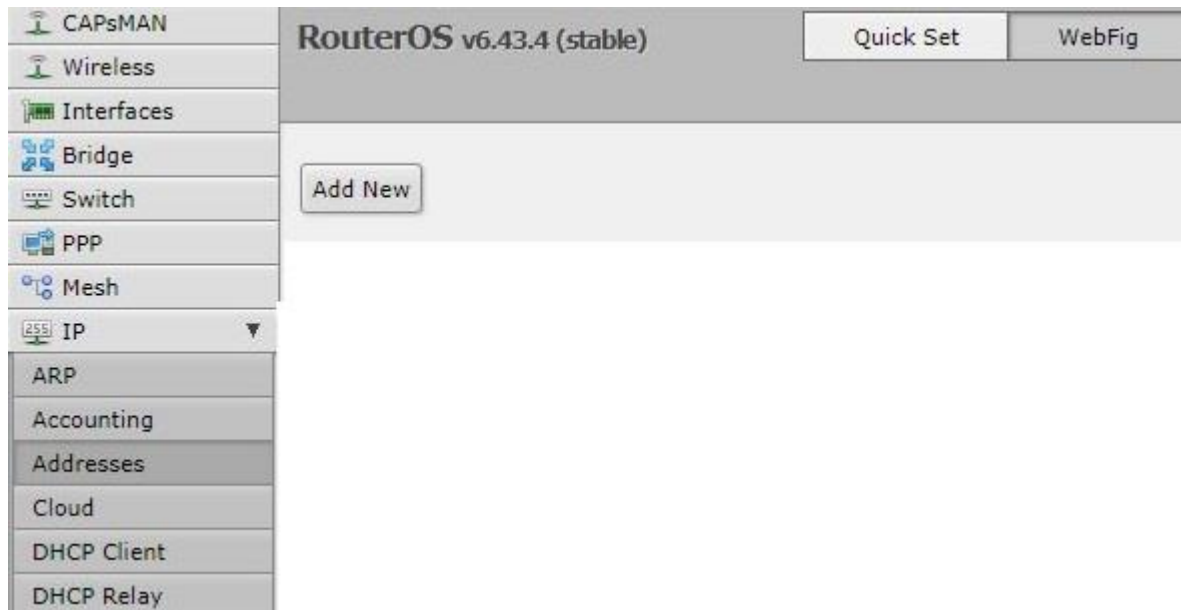 CAPsMAN
Wireless
Interfaces
Bridge
Switch
PPP
Mesh
255 IP ▼
ARP
Accounting
Addresses
Cloud
DHCP Client
DHCP Relay
RouterOS v6.43.4 (stable)
Quick Set
WebFig
Add New